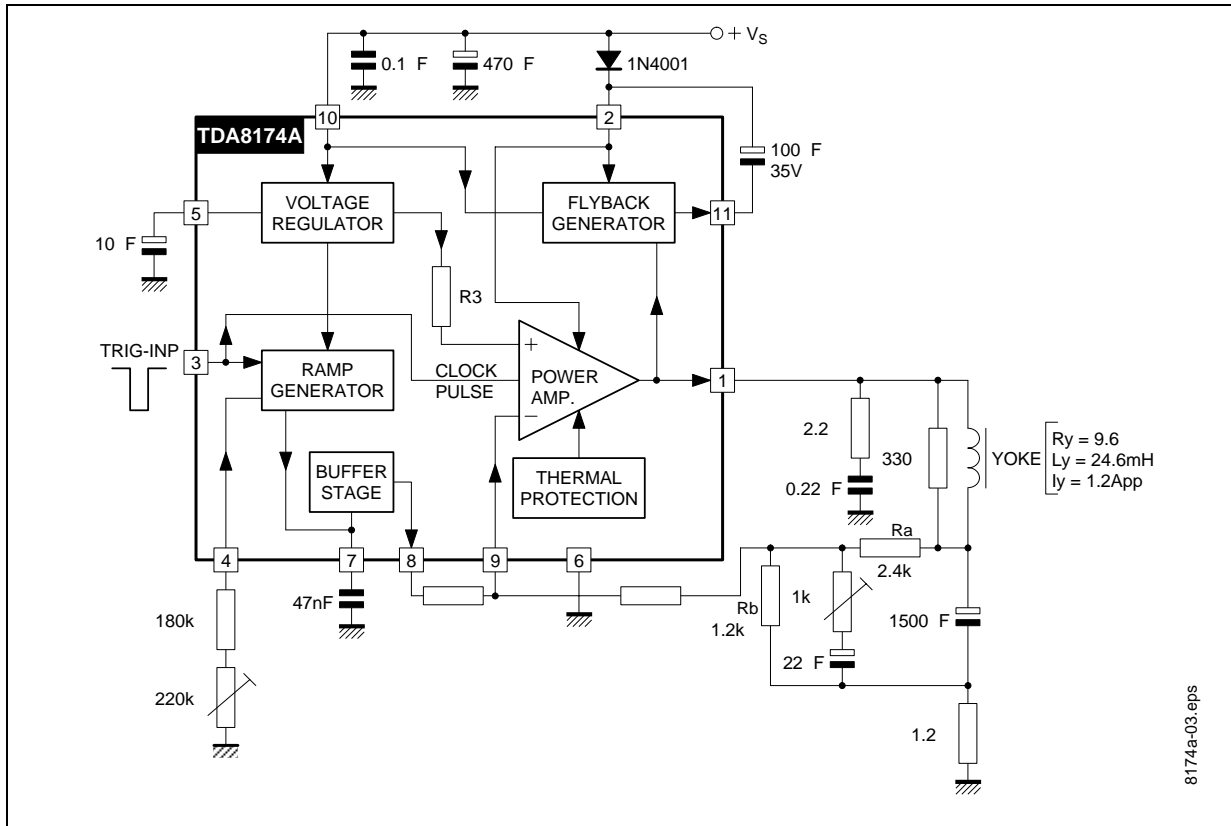 + VS
0.1 F
470 F
1N4001
10
2
TDA8174A
100 F
35V
VOLTAGE
REGULATOR
FLYBACK
GENERATOR
5
11
10 F
R3
TRIG-INP
3
RAMP
GENERATOR
CLOCK
PULSE
+
POWER
AMP.
−
1
2.2
330
YOKE
Ry = 9.6
Ly = 24.6mH
Iy = 1.2App
BUFFER
STAGE
THERMAL
PROTECTION
0.22 F
Ra
2.4k
4
7
8
9
6
47nF
180k
220k
Rb
1.2k
1k
22 F
1500 F
1.2
8174a-03.eps